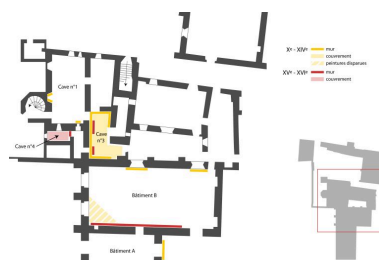 Cave n°1
Cave n°3
Cave n°4
Bâtiment B
Bâtiment A
Xᵉ - XIVᵉ
mur
couvrement
peintures disparues
XVᵉ - XVIᵉ
mur
couvrement